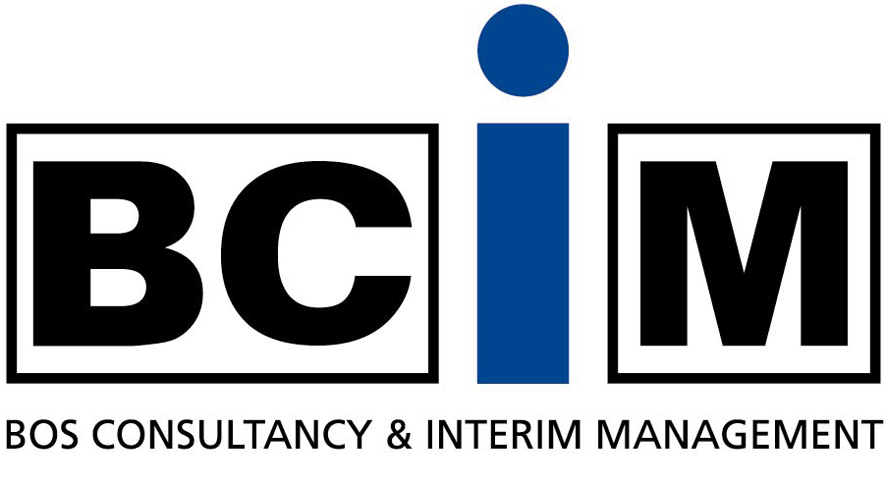 BCiM
BOS CONSULTANCY & INTERIM MANAGEMENT